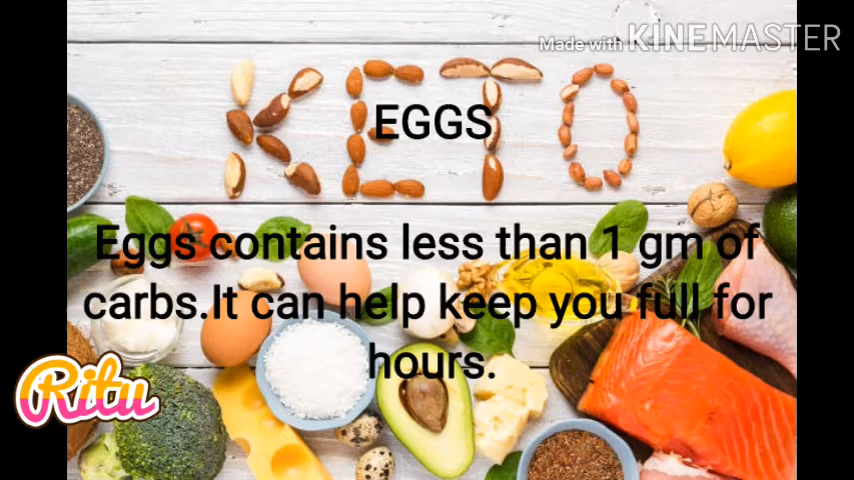 Made with KINEMASTER
KETO
EGGS
Eggs contains less than 1 gm of
carbs.It can help keep you full for
hours.
Ritu